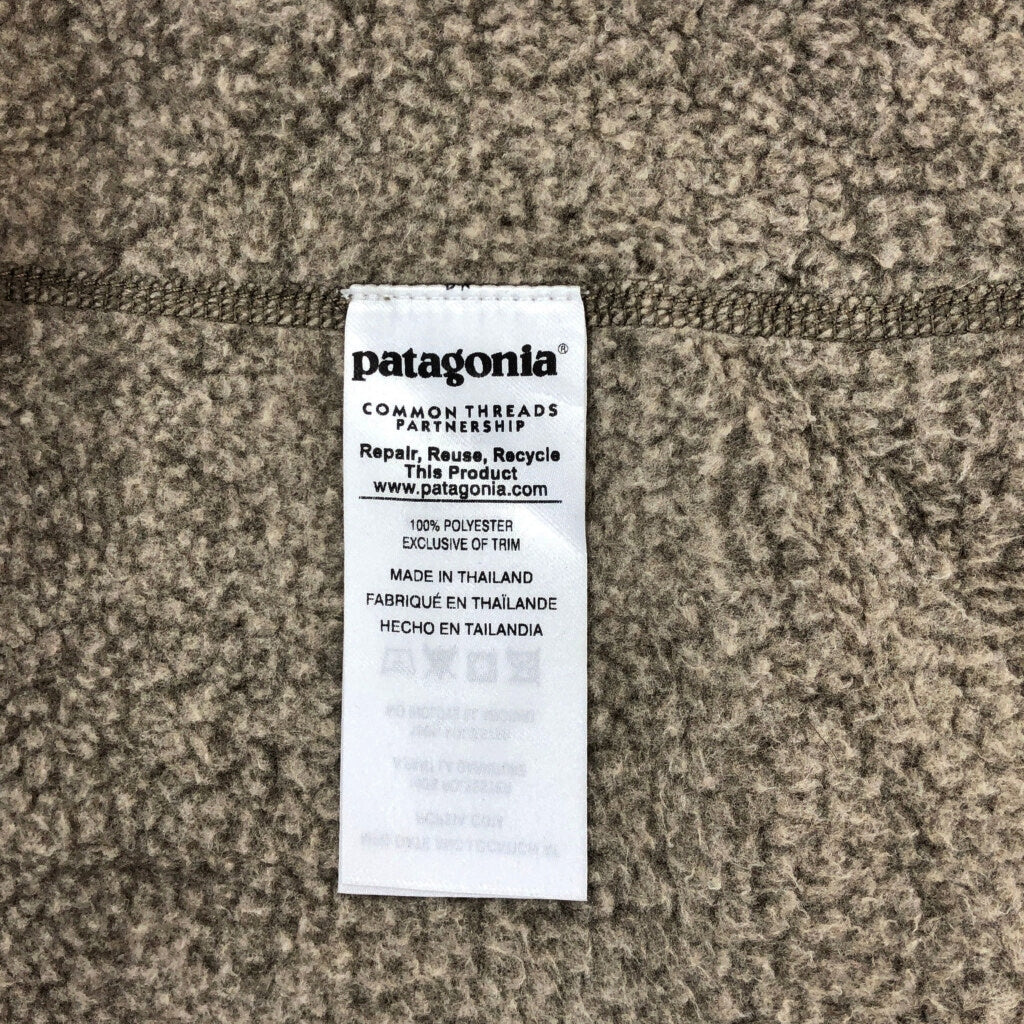 patagonia®
COMMON THREADS
PARTNERSHIP
Repair, Reuse, Recycle
This Product
www.patagonia.com
100% POLYESTER
EXCLUSIVE OF TRIM
MADE IN THAILAND
FABRIQUÉ EN THAÏLANDE
HECHO EN TAILANDIA